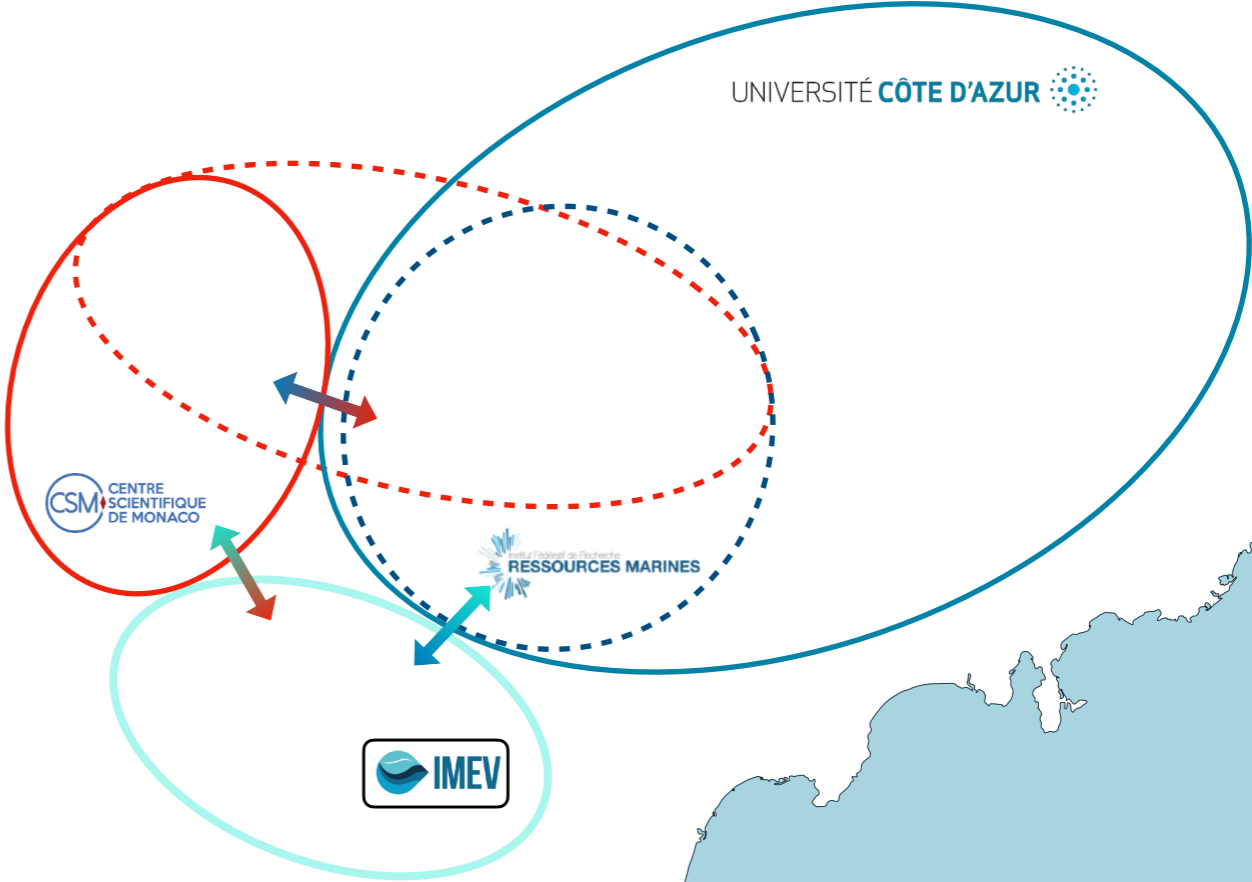 UNIVERSITÉ CÔTE D'AZUR
CSM
CENTRE
SCIENTIFIQUE
DE MONACO
Institut Fédératif de Recherche
RESSOURCES MARINES
IMEV